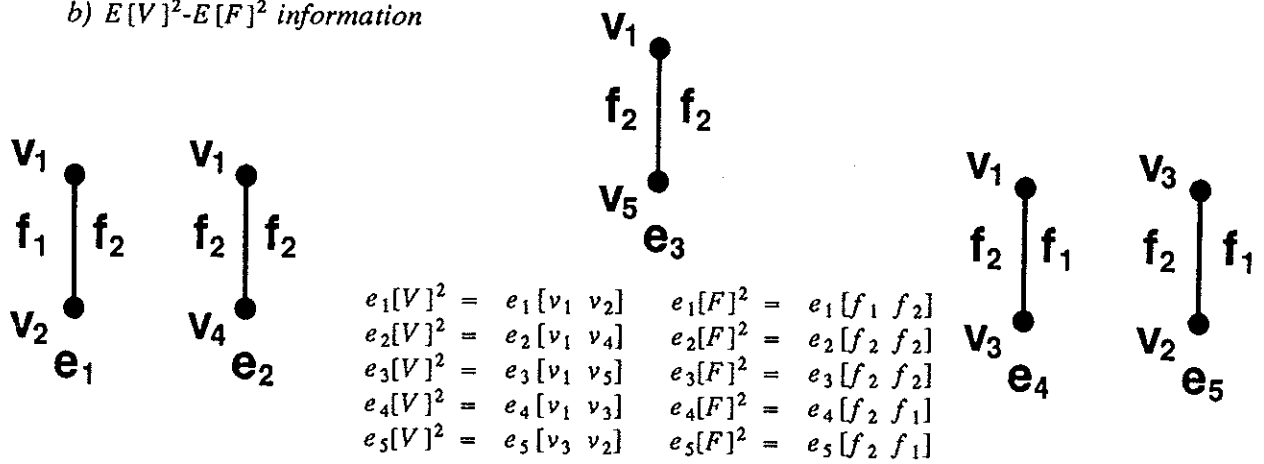 b) E[V]²-E[F]² information
v₁
f₂ f₂
v₅
e₃
v₁
f₁ f₂
v₂
e₁
v₁
f₂ f₂
v₄
e₂
e₁[V]² = e₁[v₁ v₂] e₁[F]² = e₁[f₁ f₂]
e₂[V]² = e₂[v₁ v₄] e₂[F]² = e₂[f₂ f₂]
e₃[V]² = e₃[v₁ v₅] e₃[F]² = e₃[f₂ f₂]
e₄[V]² = e₄[v₁ v₃] e₄[F]² = e₄[f₂ f₁]
e₅[V]² = e₅[v₃ v₂] e₅[F]² = e₅[f₂ f₁]
v₁
f₂ f₁
v₃
e₄
v₃
f₂ f₁
v₂
e₅